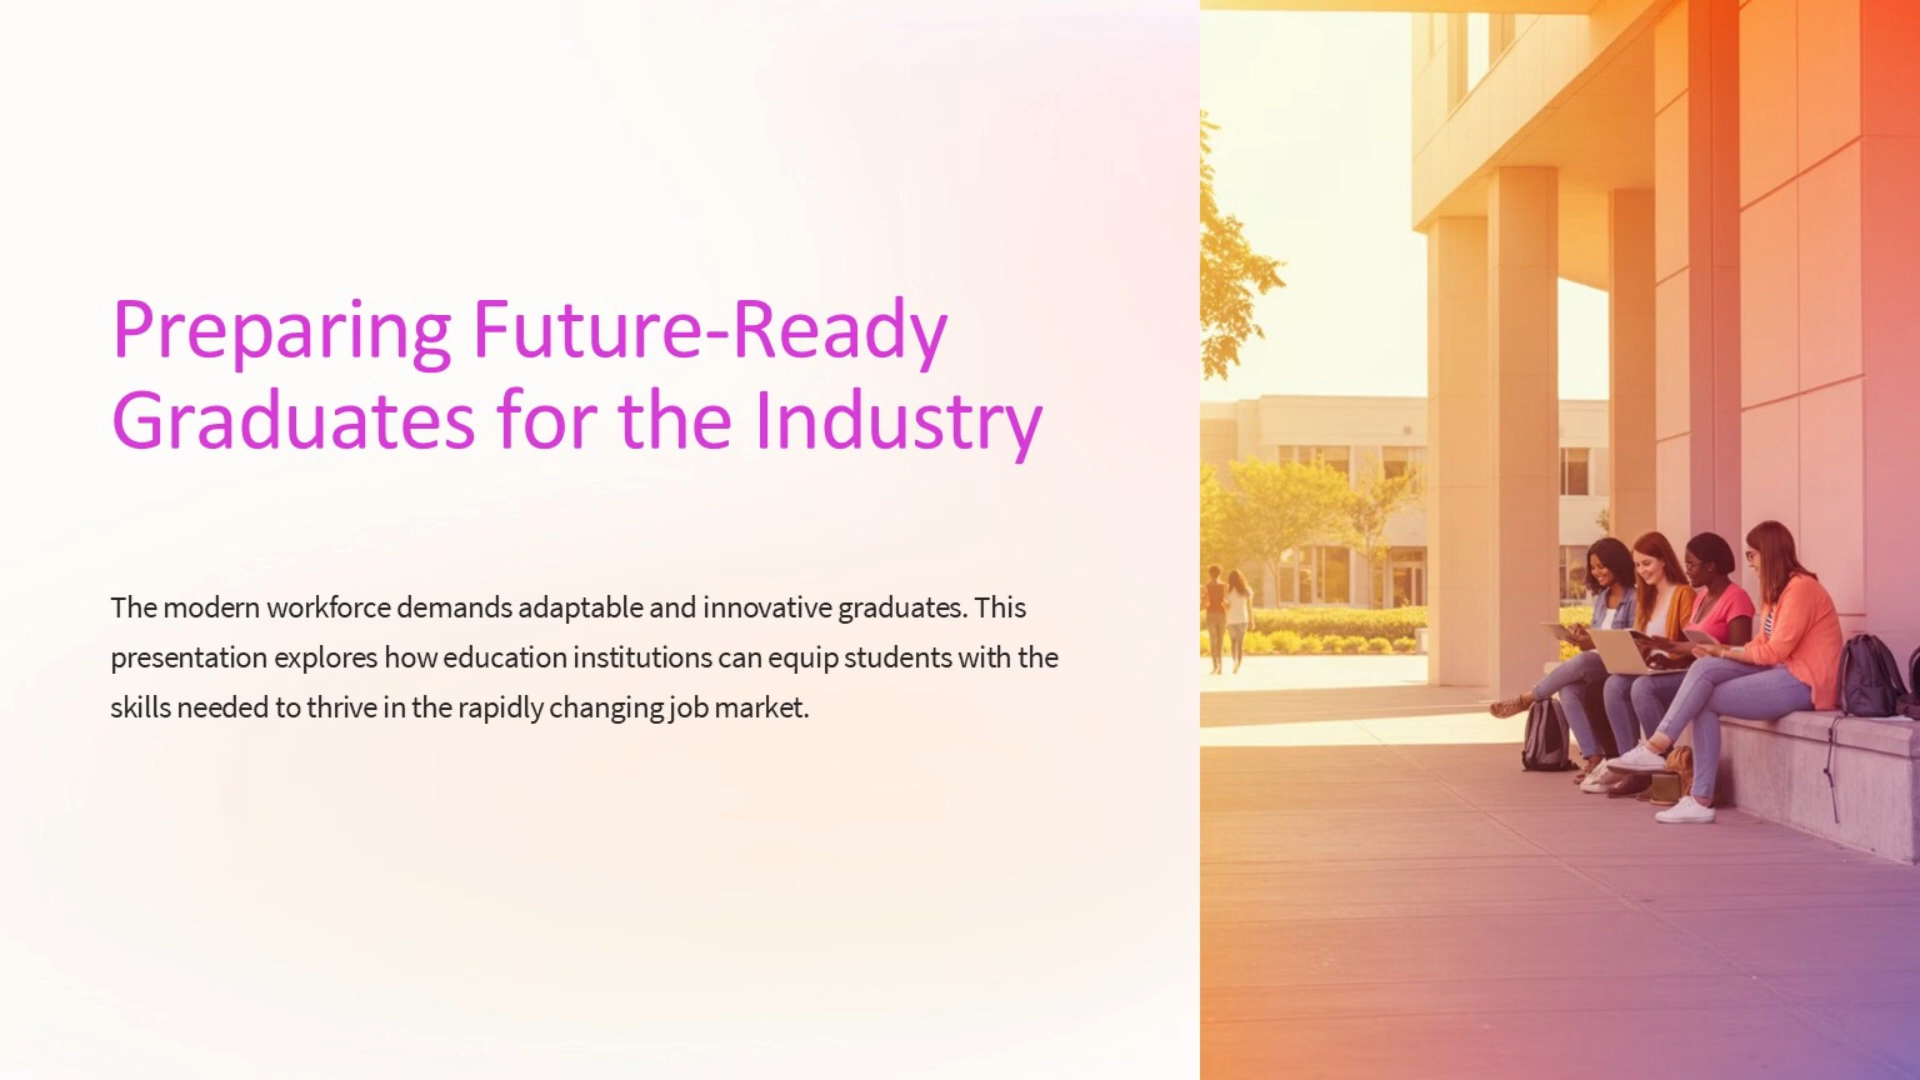 Preparing Future-Ready
Graduates for the Industry
The modern workforce demands adaptable and innovative graduates. This
presentation explores how education institutions can equip students with the
skills needed to thrive in the rapidly changing job market.